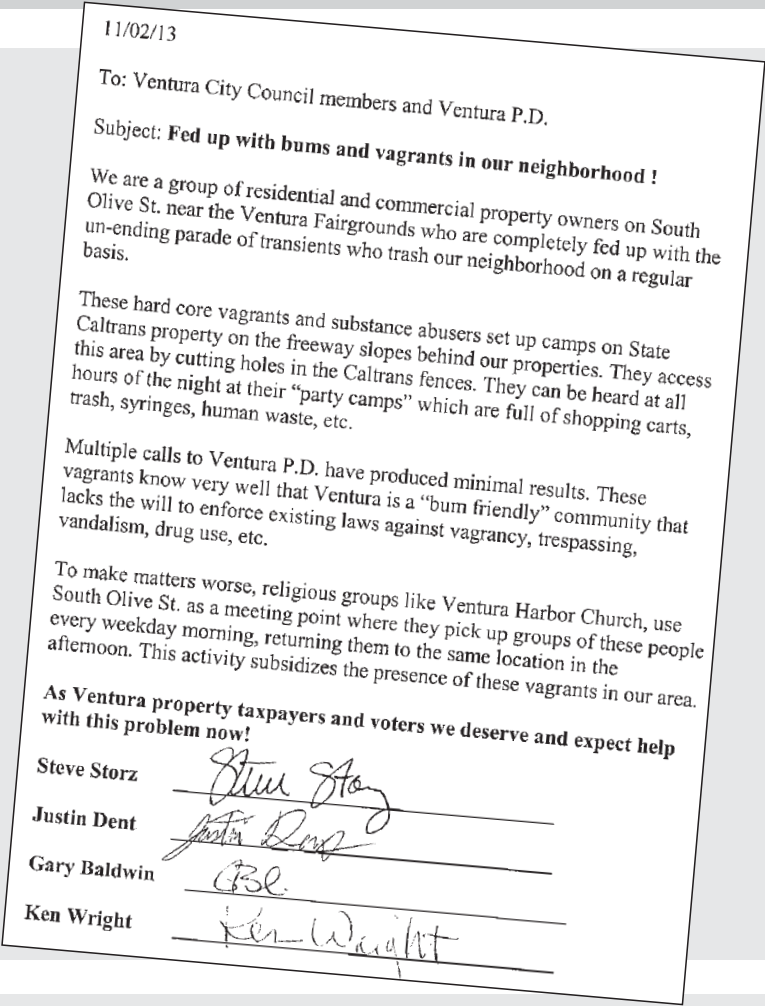 11/02/13
To: Ventura City Council members and Ventura P.D.
Subject: Fed up with bums and vagrants in our neighborhood !
We are a group of residential and commercial property owners on South
Olive St. near the Ventura Fairgrounds who are completely fed up with the
un-ending parade of transients who trash our neighborhood on a regular
basis.
These hard core vagrants and substance abusers set up camps on State
Caltrans property on the freeway slopes behind our properties. They access
this area by cutting holes in the Caltrans fences. They can be heard at all
hours of the night at their “party camps” which are full of shopping carts,
trash, syringes, human waste, etc.
Multiple calls to Ventura P.D. have produced minimal results. These
vagrants know very well that Ventura is a “bum friendly” community that
lacks the will to enforce existing laws against vagrancy, trespassing,
vandalism, drug use, etc.
To make matters worse, religious groups like Ventura Harbor Church, use
South Olive St. as a meeting point where they pick up groups of these people
every weekday morning, returning them to the same location in the
afternoon. This activity subsidizes the presence of these vagrants in our area.
As Ventura property taxpayers and voters we deserve and expect help
with this problem now!
Steve Storz Steve Storz
Justin Dent
Gary Baldwin
Ken Wright Ken Wright